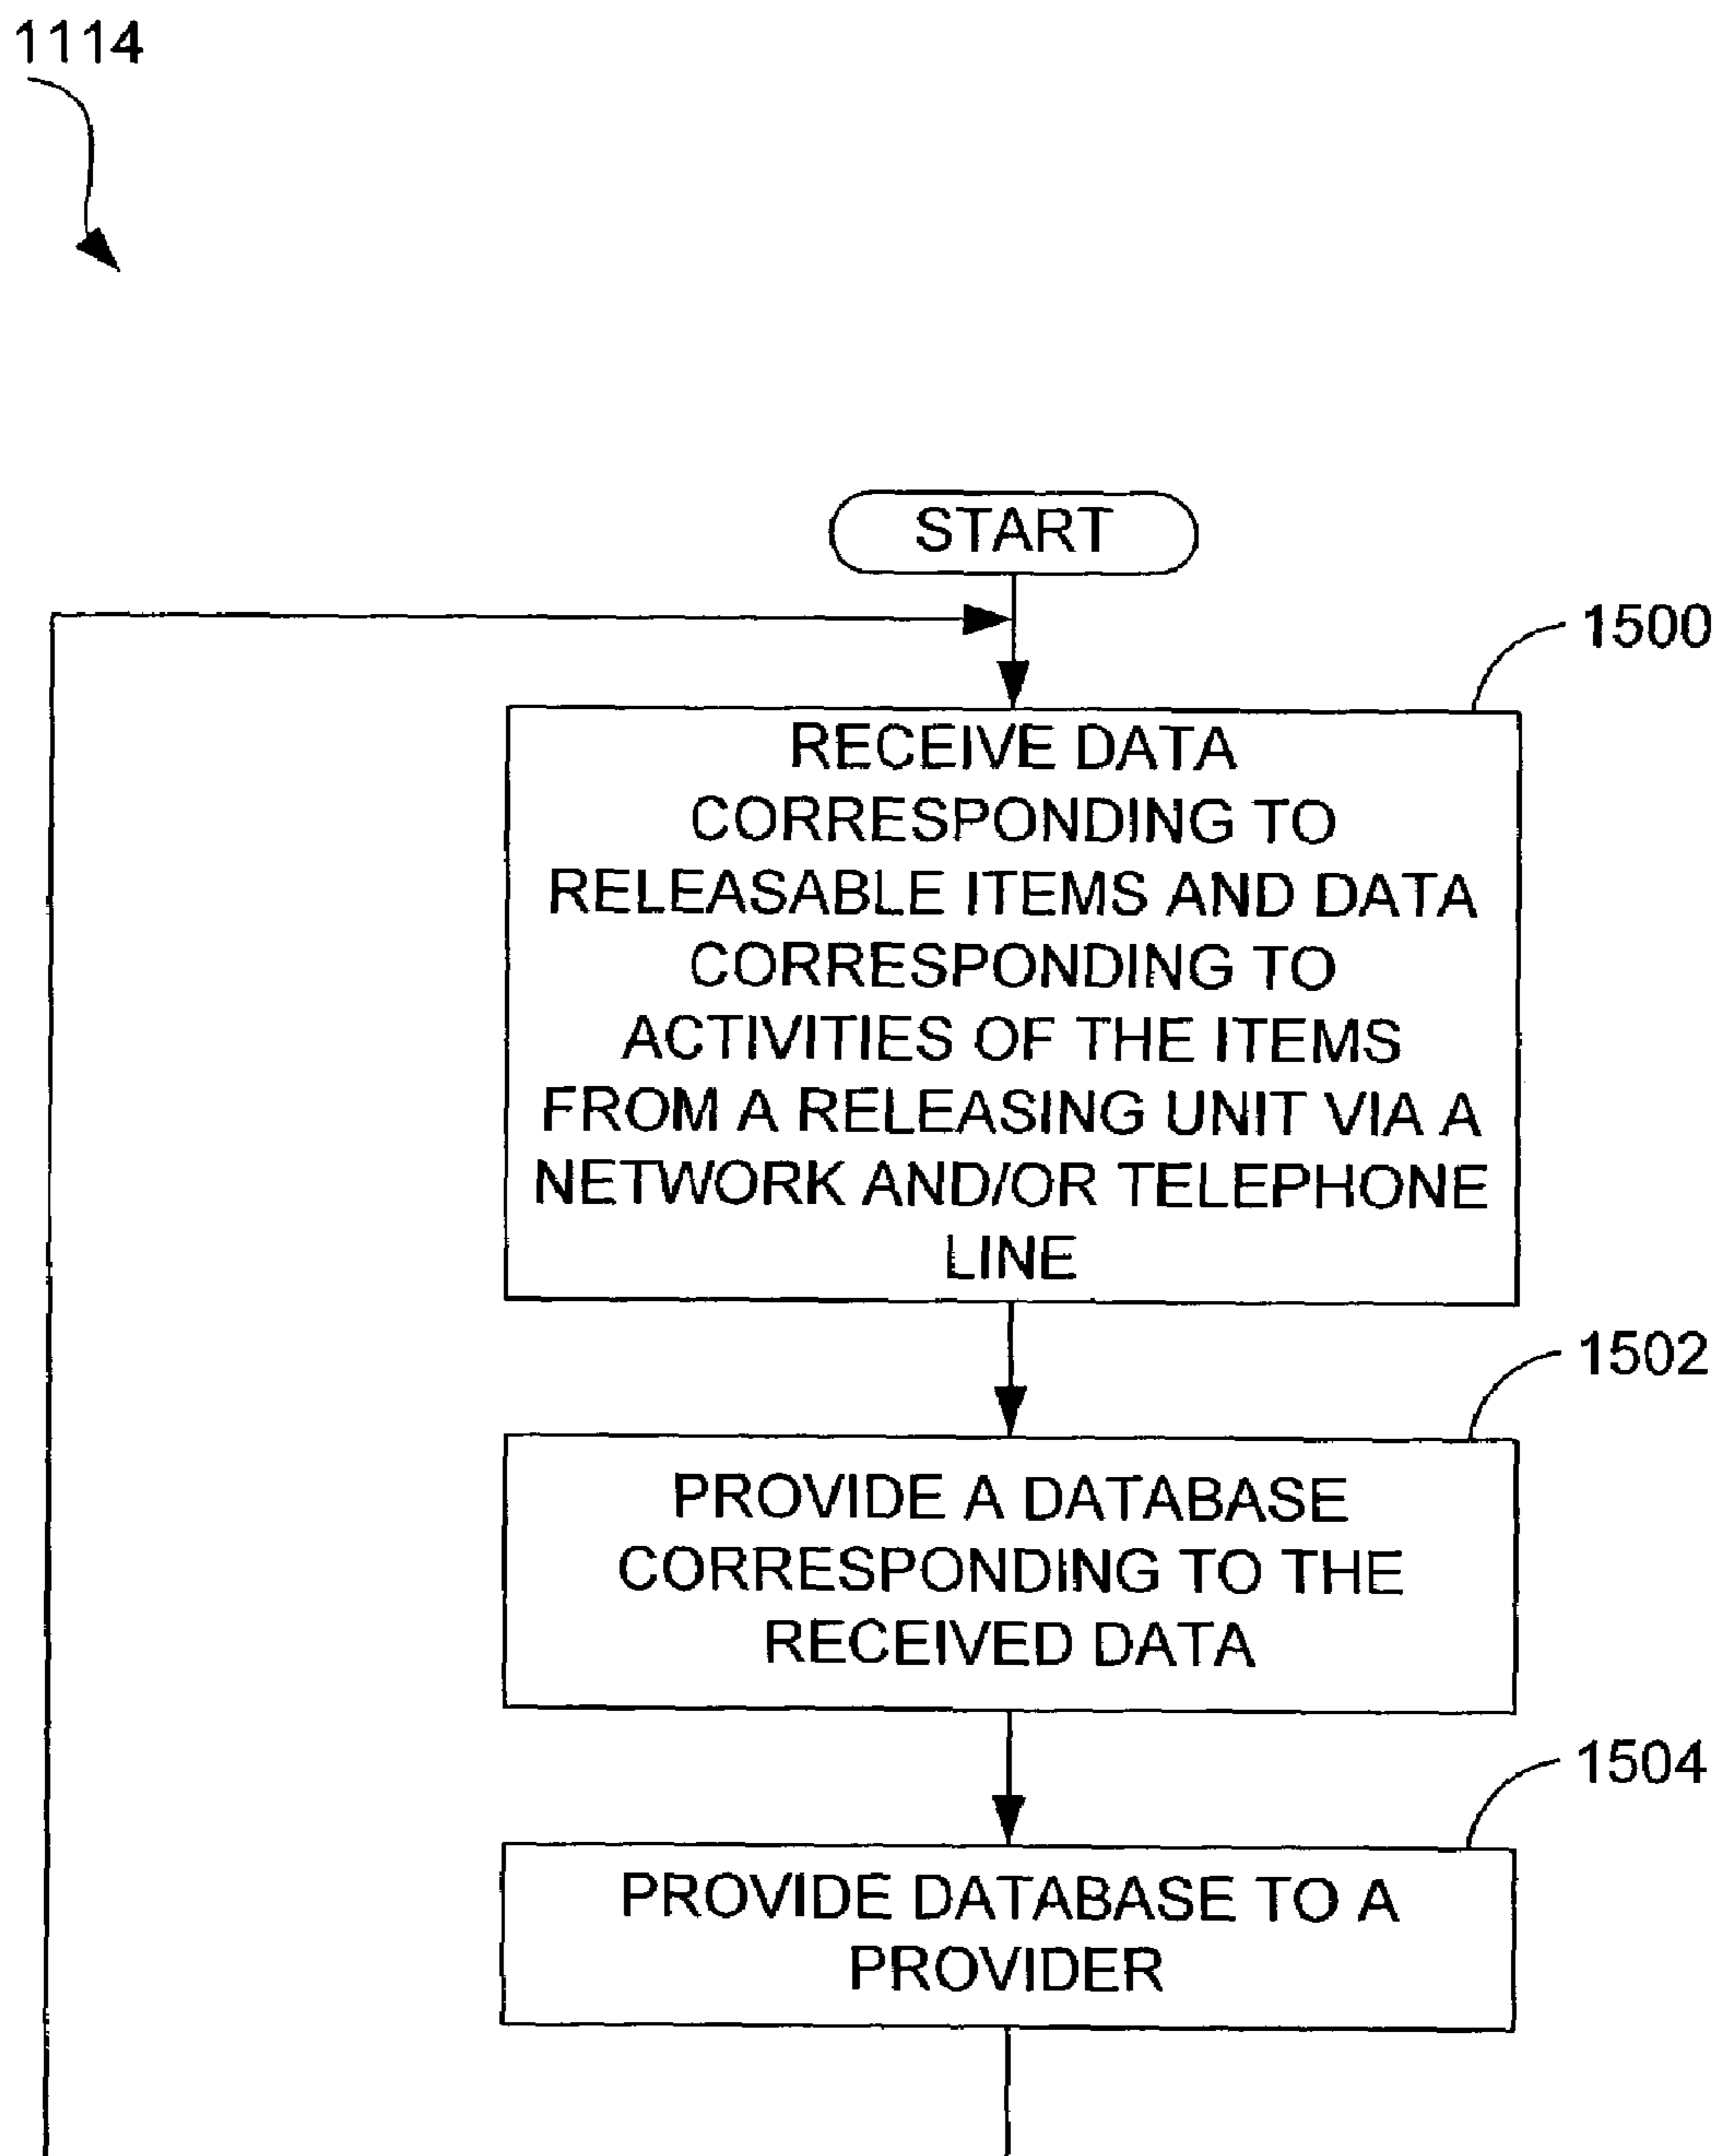 1114
START
1500
RECEIVE DATA
CORRESPONDING TO
RELEASABLE ITEMS AND DATA
CORRESPONDING TO
ACTIVITIES OF THE ITEMS
FROM A RELEASING UNIT VIA A
NETWORK AND/OR TELEPHONE
LINE
1502
PROVIDE A DATABASE
CORRESPONDING TO THE
RECEIVED DATA
1504
PROVIDE DATABASE TO A
PROVIDER